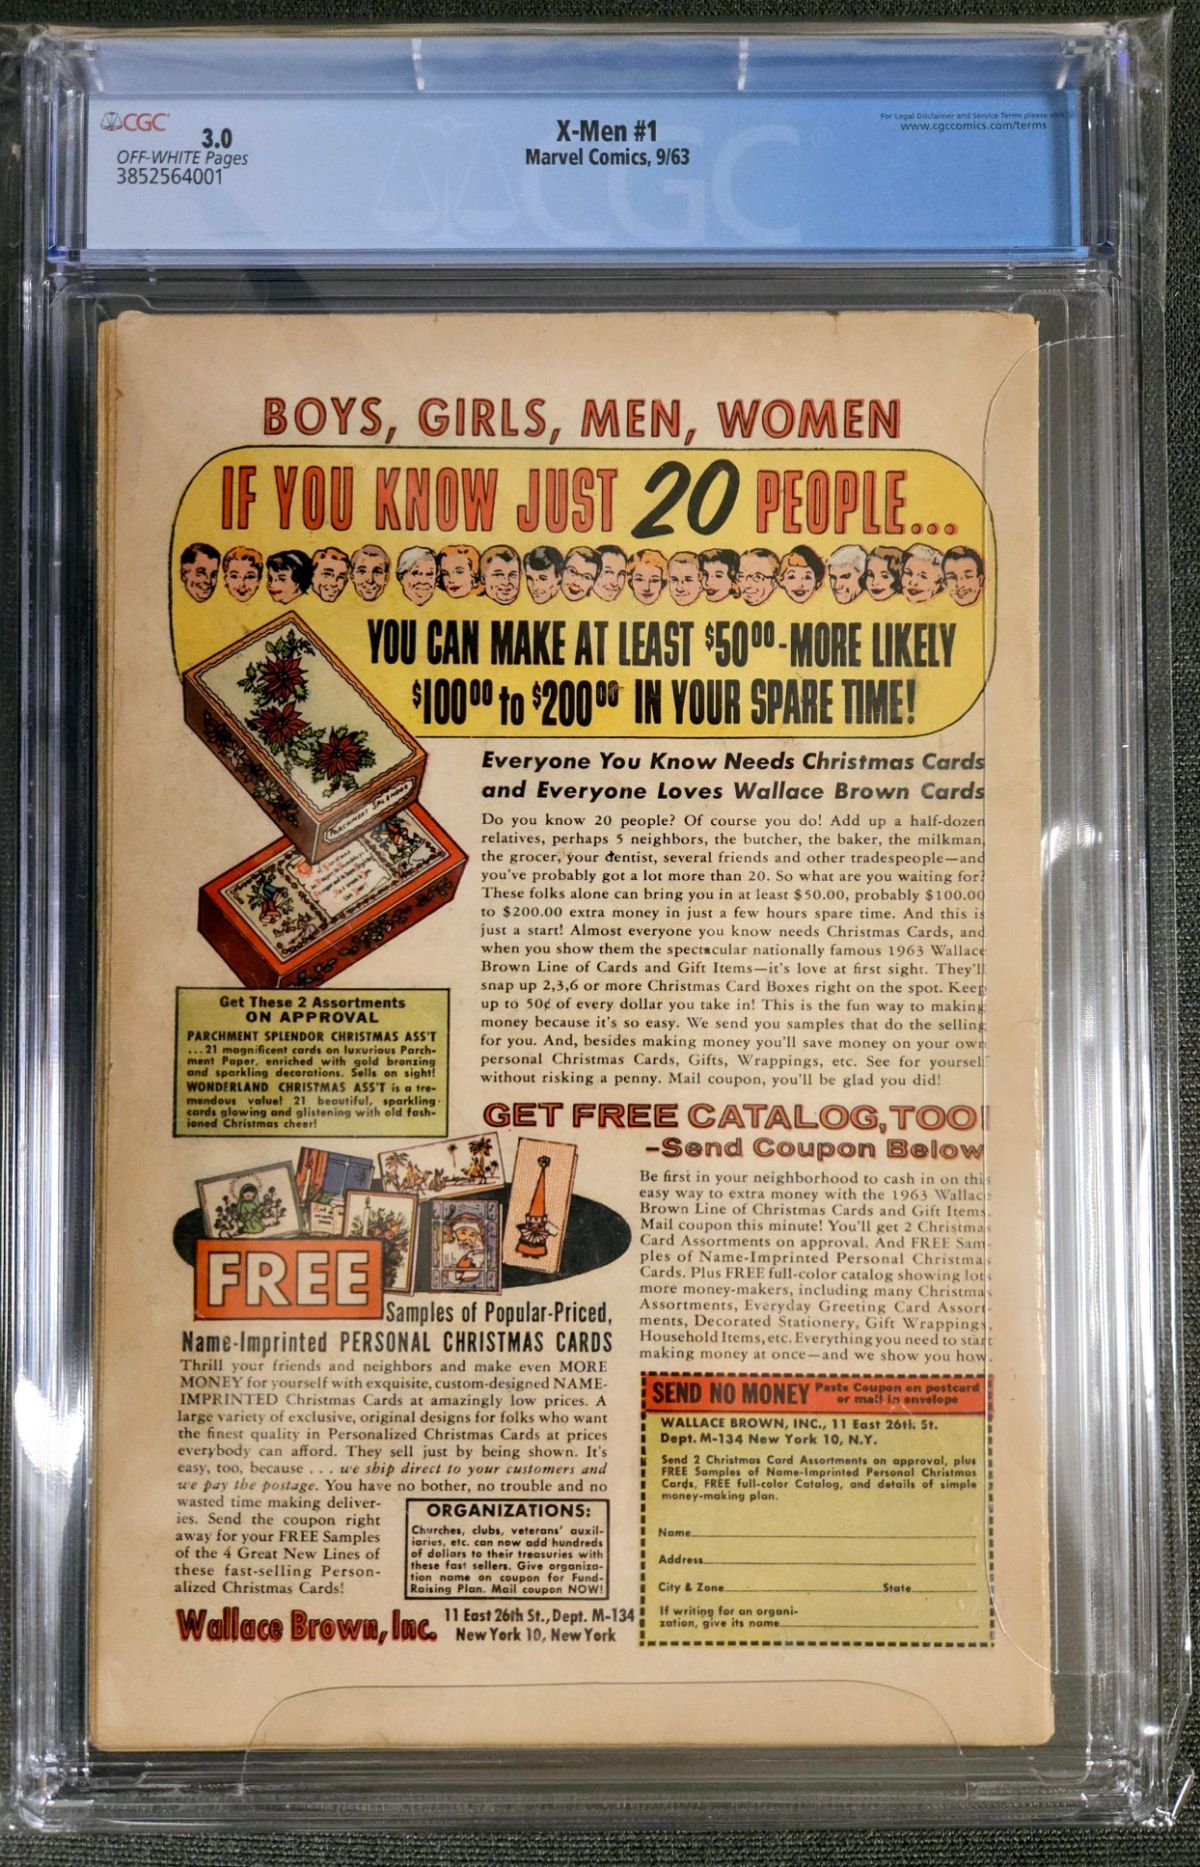 CGC
3.0
OFF-WHITE Pages
3852564001
X-Men #1
Marvel Comics, 9/63
For Legal Disclaimer and Service Terms please
www.cgccomics.com/terms
CGC
BOYS, GIRLS, MEN, WOMEN
IF YOU KNOW JUST 20 PEOPLE...
YOU CAN MAKE AT LEAST $50⁰⁰-MORE LIKELY
$100⁰⁰ to $200⁰⁰ IN YOUR SPARE TIME!
PARCHMENT SPLENDOR
Everyone You Know Needs Christmas Cards
and Everyone Loves Wallace Brown Cards
Do you know 20 people? Of course you do! Add up a half-dozen
relatives, perhaps 5 neighbors, the butcher, the baker, the milkman,
the grocer, your dentist, several friends and other tradespeople—and
you've probably got a lot more than 20. So what are you waiting for?
These folks alone can bring you in at least $50.00, probably $100.00
to $200.00 extra money in just a few hours spare time. And this is
just a start! Almost everyone you know needs Christmas Cards, and
when you show them the spectacular nationally famous 1963 Wallace
Brown Line of Cards and Gift Items—it's love at first sight. They'll
snap up 2,3,6 or more Christmas Card Boxes right on the spot. Keep
up to 50¢ of every dollar you take in! This is the fun way to making
money because it's so easy. We send you samples that do the selling
for you. And, besides making money you'll save money on your own
personal Christmas Cards, Gifts, Wrappings, etc. See for yourself
without risking a penny. Mail coupon, you'll be glad you did!
Get These 2 Assortments
ON APPROVAL
PARCHMENT SPLENDOR CHRISTMAS ASS'T
...21 magnificent cards on luxurious Parch-
ment Paper, enriched with gold bronzing
and sparkling decorations. Sells on sight!
WONDERLAND CHRISTMAS ASS'T is a tre-
mendous value! 21 beautiful, sparkling
cards glowing and glistening with old fash-
ioned Christmas cheer!
GET FREE CATALOG, TOO!
-Send Coupon Below
Be first in your neighborhood to cash in on this
easy way to extra money with the 1963 Wallace
Brown Line of Christmas Cards and Gift Items.
Mail coupon this minute! You'll get 2 Christmas
Card Assortments on approval. And FREE Sam-
ples of Name-Imprinted Personal Christmas
Cards. Plus FREE full-color catalog showing lots
more money-makers, including many Christmas
Assortments, Everyday Greeting Card Assort-
ments, Decorated Stationery, Gift Wrappings,
Household Items, etc. Everything you need to start
making money at once—and we show you how.
FREE
Samples of Popular-Priced,
Name-Imprinted PERSONAL CHRISTMAS CARDS
Thrill your friends and neighbors and make even MORE
MONEY for yourself with exquisite, custom-designed NAME-
IMPRINTED Christmas Cards at amazingly low prices. A
large variety of exclusive, original designs for folks who want
the finest quality in Personalized Christmas Cards at prices
everybody can afford. They sell just by being shown. It's
easy, too, because . . . we ship direct to your customers and
we pay the postage. You have no bother, no trouble and no
wasted time making deliver-
ies. Send the coupon right
away for your FREE Samples
of the 4 Great New Lines of
these fast-selling Person-
alized Christmas Cards!
ORGANIZATIONS:
Churches, clubs, veterans' auxil-
iaries, etc. can now add hundreds
of dollars to their treasuries with
these fast sellers. Give organiza-
tion name on coupon for Fund-
Raising Plan. Mail coupon NOW!
Wallace Brown, Inc.
11 East 26th St., Dept. M-134
New York 10, New York
SEND NO MONEY Paste Coupon on postcard
or mail in envelope
WALLACE BROWN, INC., 11 East 26th St.
Dept. M-134 New York 10, N.Y.
Send 2 Christmas Card Assortments on approval, plus
FREE Samples of Name-Imprinted Personal Christmas
Cards, FREE full-color Catalog, and details of simple
money-making plan.
Name
Address
City & Zone State
If writing for an organi-
zation, give its name